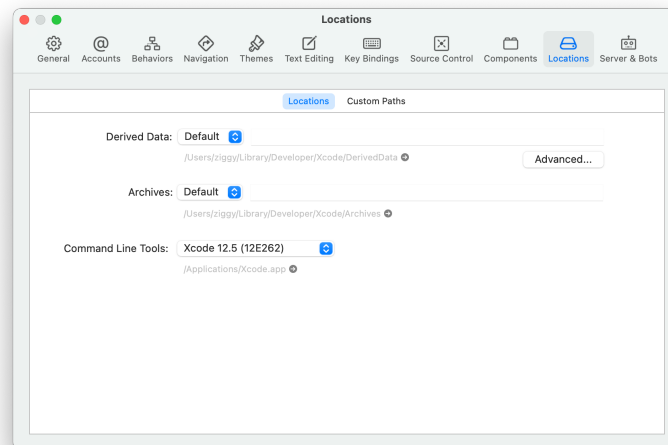 Locations
General Accounts Behaviors Navigation Themes Text Editing Key Bindings Source Control Components Locations Server & Bots
Locations Custom Paths
Derived Data: Default
/Users/ziggy/Library/Developer/Xcode/DerivedData
Advanced...
Archives: Default
/Users/ziggy/Library/Developer/Xcode/Archives
Command Line Tools: Xcode 12.5 (12E262)
/Applications/Xcode.app